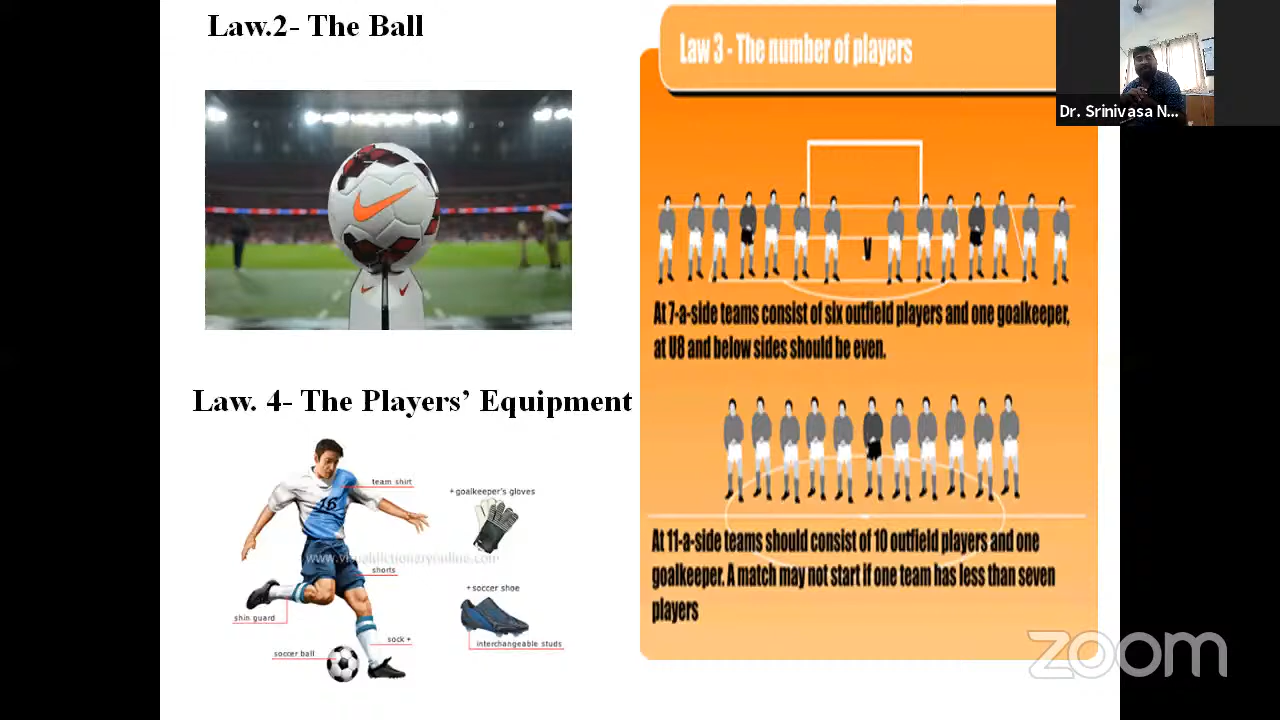 Law.2- The Ball
Law. 4- The Players’ Equipment
team shirt
16
+goalkeeper's gloves
www.visualdictionaryonline.com
shorts
+soccer shoe
shin guard
sock +
interchangeable studs
soccer ball
Law 3 - The number of players
At 7-a-side teams consist of six outfield players and one goalkeeper,
at U8 and below sides should be even.
At 11-a-side teams should consist of 10 outfield players and one
goalkeeper. A match may not start if one team has less than seven
players
Dr. Srinivasa N...
zoom